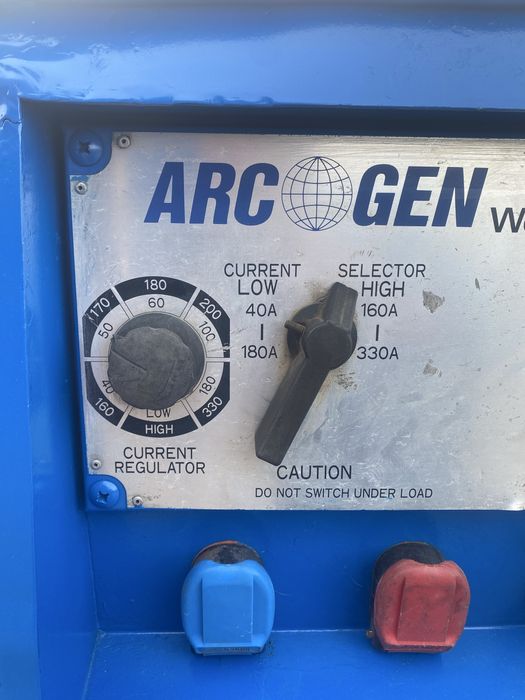 ARC GEN
CURRENT SELECTOR
LOW HIGH
40A 160A
180A 330A
180
170 60 200
50 100
40 180
160 LOW 330
HIGH
CURRENT
REGULATOR
CAUTION
DO NOT SWITCH UNDER LOAD